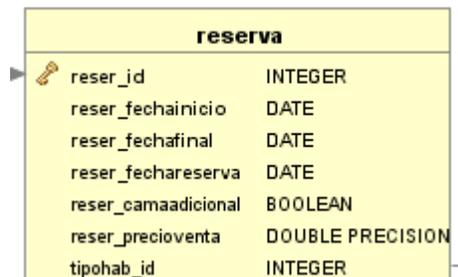 reserva
reser_id INTEGER
reser_fechainicio DATE
reser_fechafinal DATE
reser_fechareserva DATE
reser_camaadicional BOOLEAN
reser_precioventa DOUBLE PRECISION
tipohab_id INTEGER